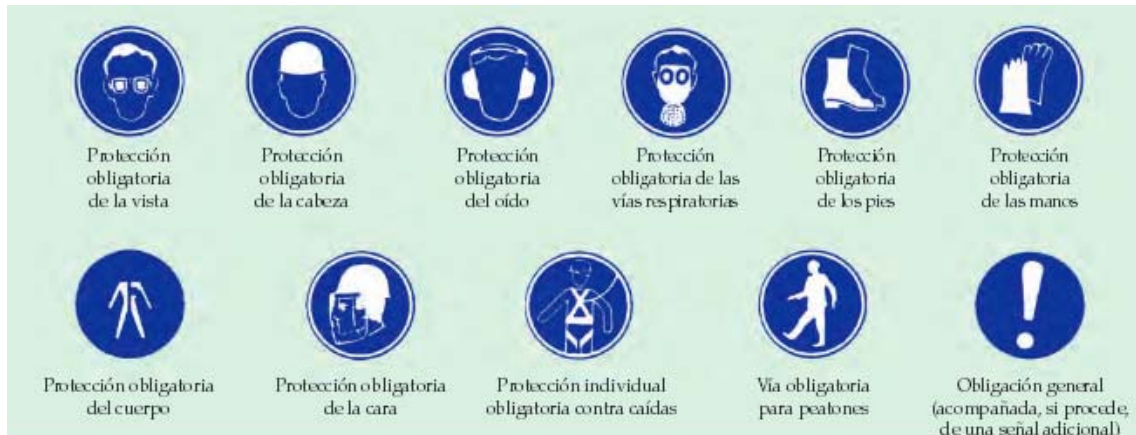 Protección
obligatoria
de la vista
Protección
obligatoria
de la cabeza
Protección
obligatoria
del oído
Protección
obligatoria de las
vías respiratorias
Protección
obligatoria
de los pies
Protección
obligatoria
de las manos
Protección obligatoria
del cuerpo
Protección obligatoria
de la cara
Protección individual
obligatoria contra caídas
Vía obligatoria
para peatones
Obligación general
(acompañada, si procede,
de una señal adicional)